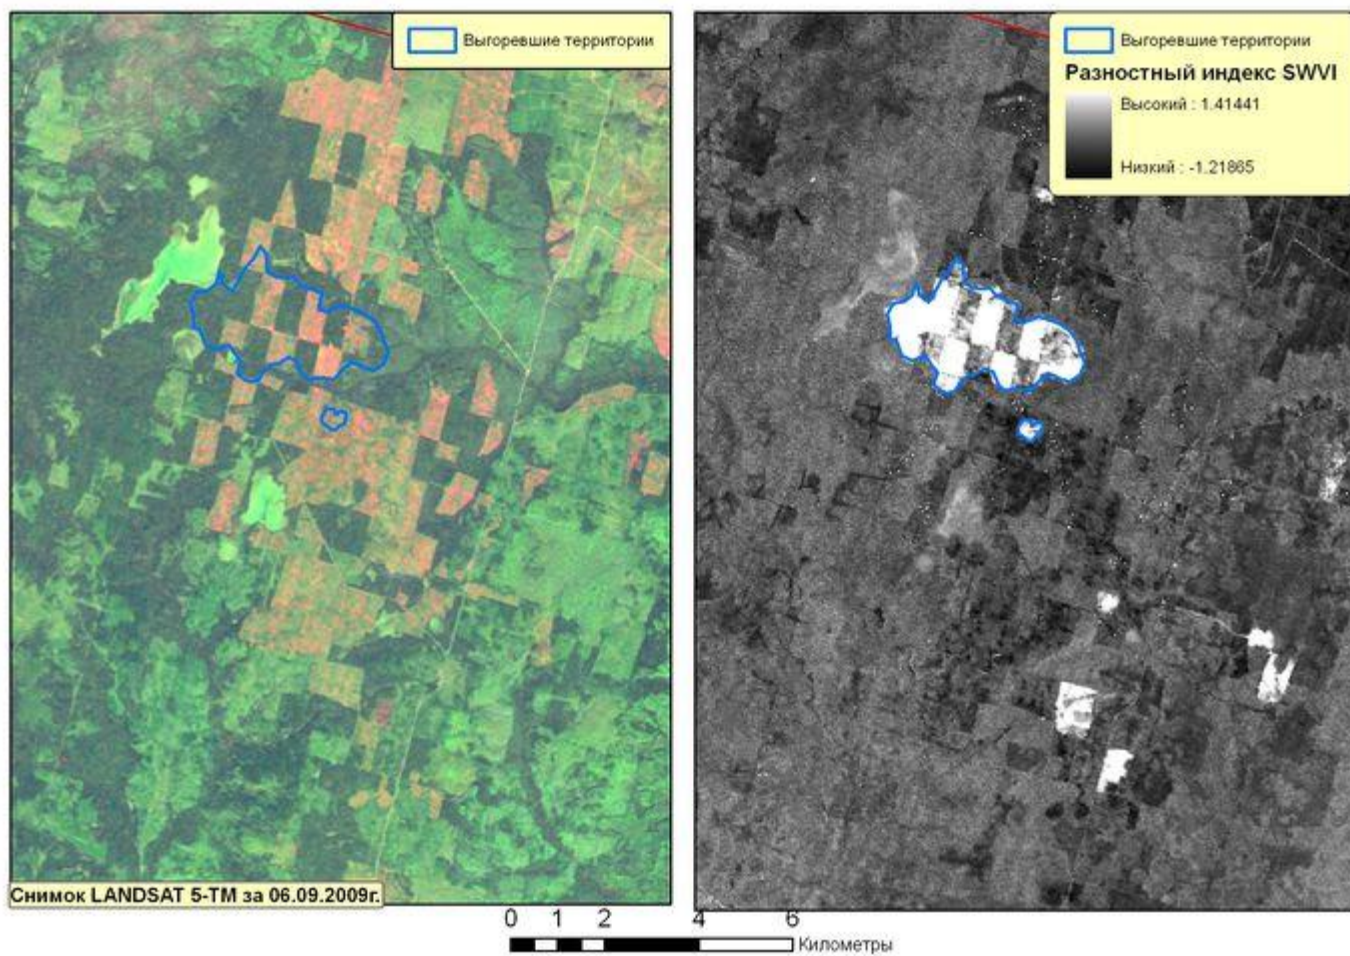 Выгоревшие территории
Выгоревшие территории
Разностный индекс SWVI
Высокий : 1.41441
Низкий : -1.21865
Снимок LANDSAT 5-ТМ за 06.09.2009г.
0 1 2 4 6
Километры